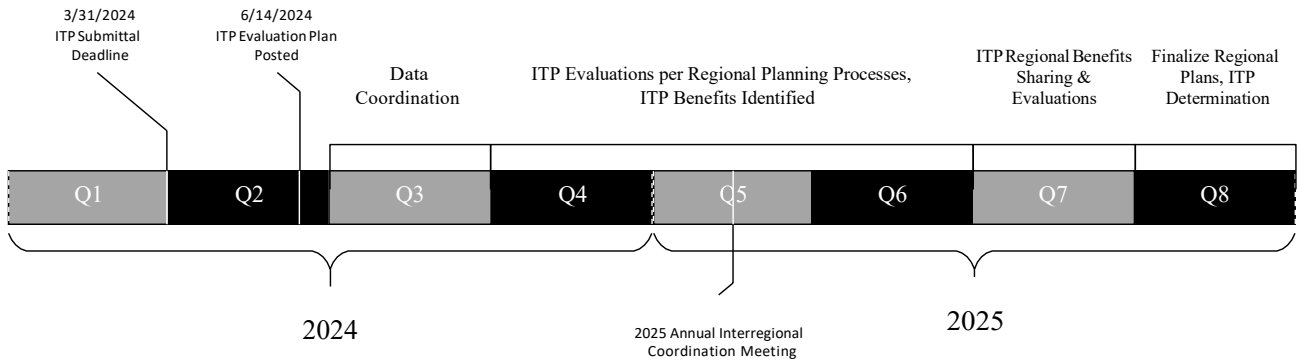 3/31/2024
ITP Submittal
Deadline
6/14/2024
ITP Evaluation Plan
Posted
Data
Coordination
ITP Evaluations per Regional Planning Processes,
ITP Benefits Identified
ITP Regional Benefits
Sharing &
Evaluations
Finalize Regional
Plans, ITP
Determination
Q1
Q2
Q3
Q4
Q5
Q6
Q7
Q8
2024
2025 Annual Interregional
Coordination Meeting
2025